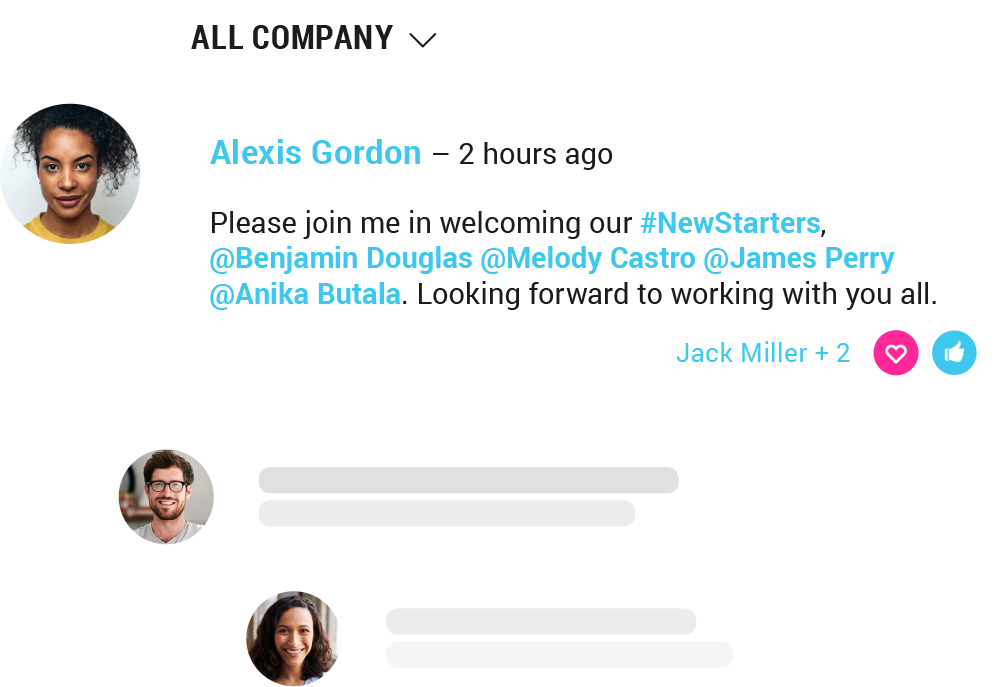 ALL COMPANY
Alexis Gordon – 2 hours ago
Please join me in welcoming our #NewStarters,
@Benjamin Douglas @Melody Castro @James Perry
@Anika Butala. Looking forward to working with you all.
Jack Miller + 2